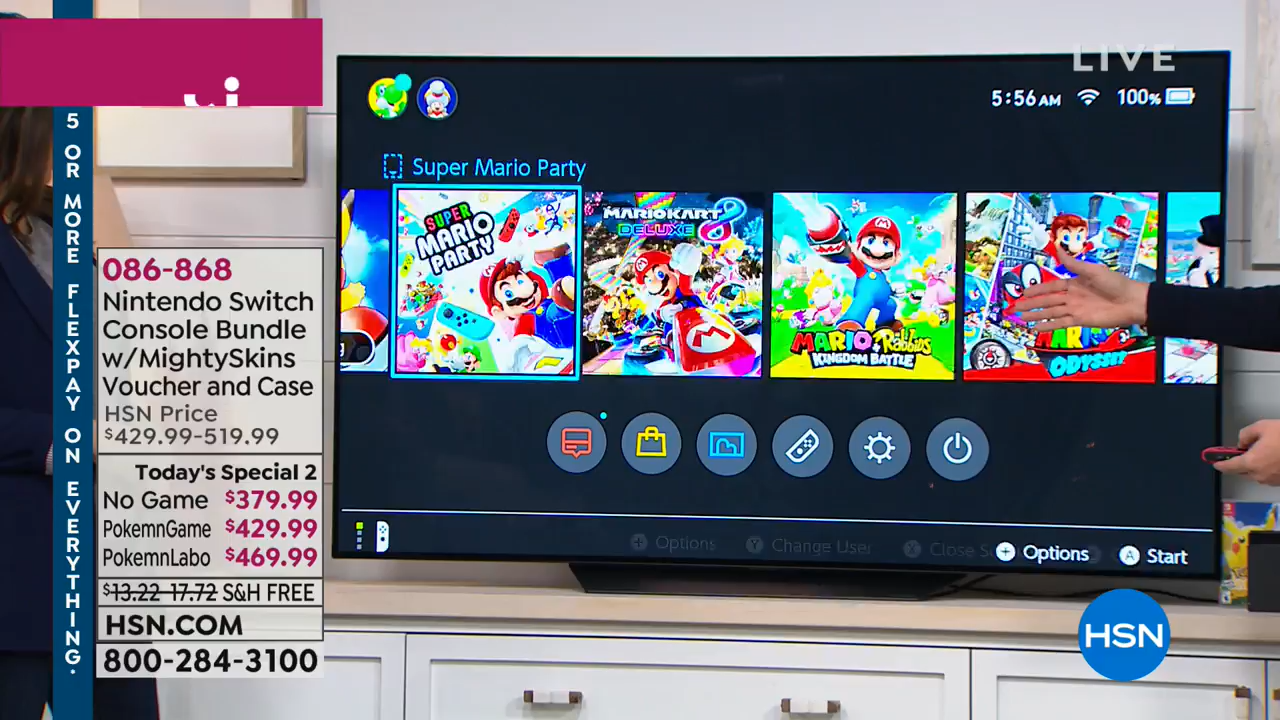 LIVE
5:56 AM 100%
Super Mario Party
SUPER
MARIO
PARTY
MARIOKART 8
DELUXE
MARIO + Rabbids
KINGDOM BATTLE
ODYSSEY
Options
Change User
Close
Options
Start
5 OR MORE FLEXPAY ON EVERYTHING.
086-868
Nintendo Switch
Console Bundle
w/MightySkins
Voucher and Case
HSN Price
$429.99-519.99
Today's Special 2
No Game $379.99
PokemnGame $429.99
PokemnLabo $469.99
$13.22-17.72 S&H FREE
HSN.COM
800-284-3100
HSN